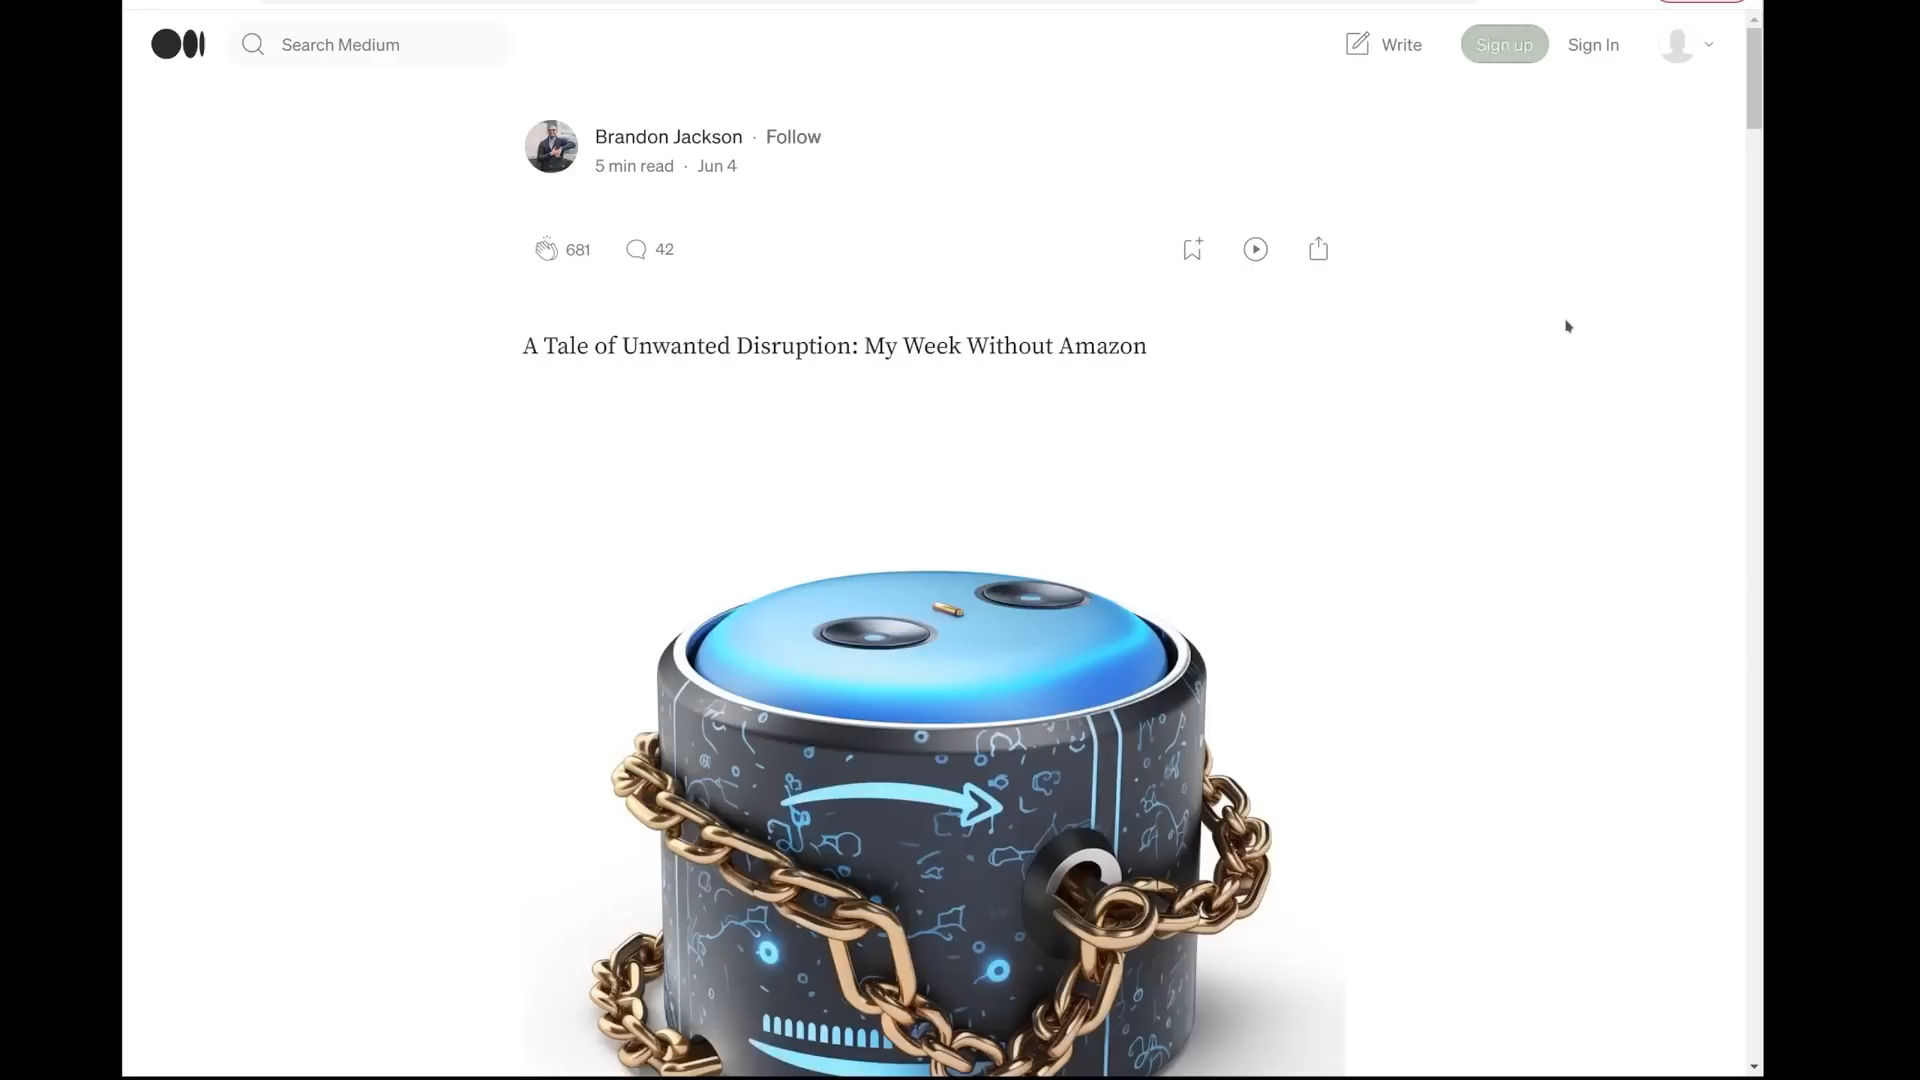 Search Medium
Write
Sign up
Sign In
Brandon Jackson · Follow
5 min read · Jun 4
681
42
A Tale of Unwanted Disruption: My Week Without Amazon